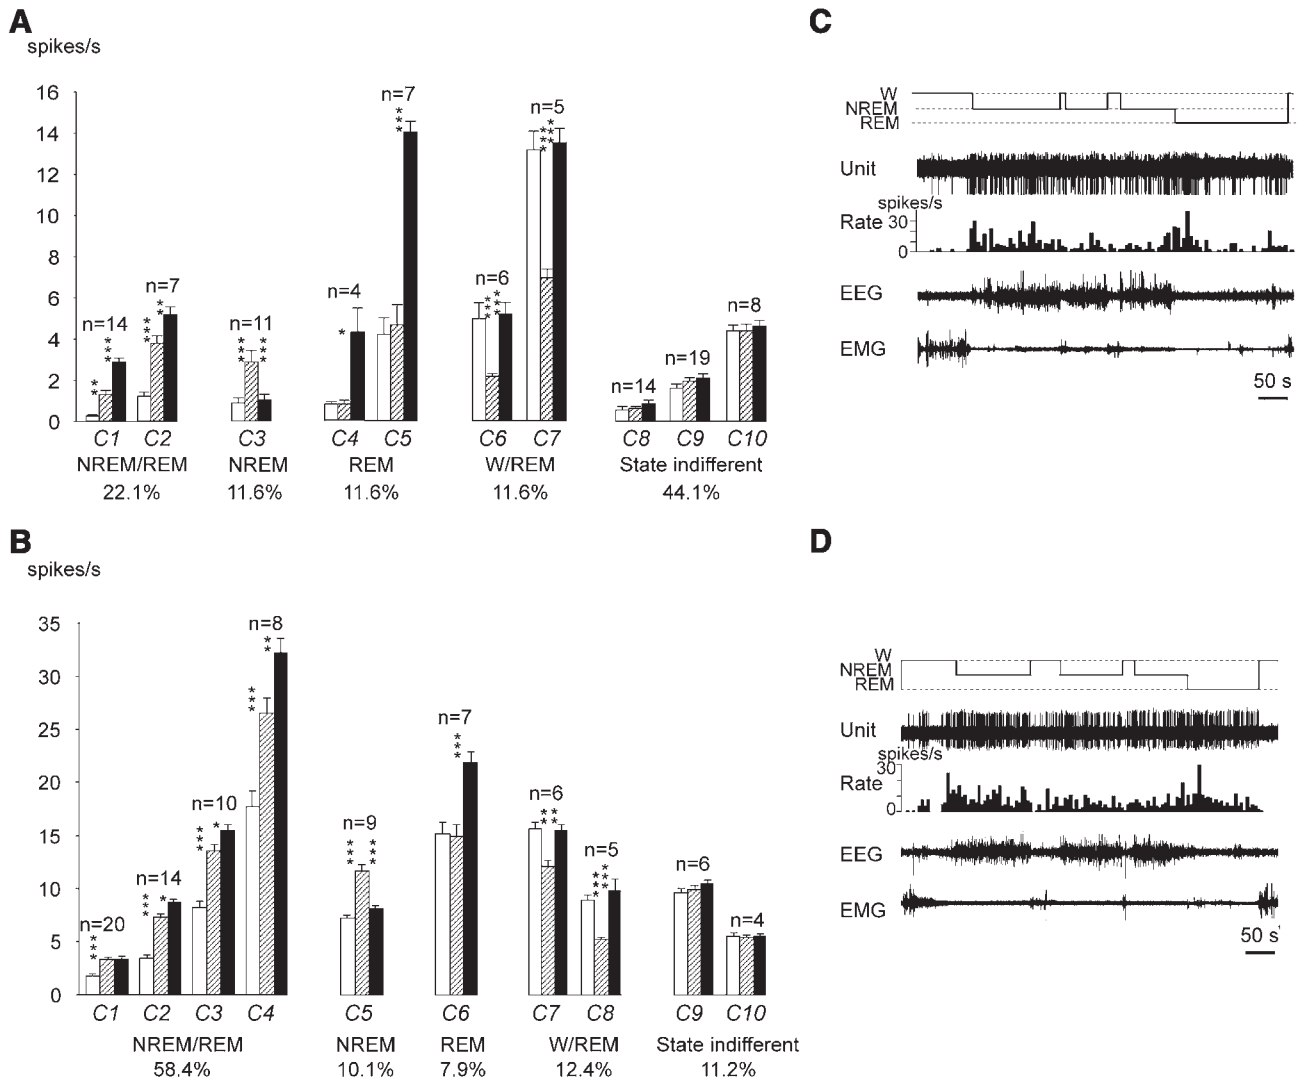 A
spikes/s
16
14
12
10
8
6
4
2
0
n=14
**
***
n=7
***
**
n=11
***
***
n=4
*
n=7
***
n=6
***
***
n=5
***
***
n=14
n=19
n=8
C1 C2 C3 C4 C5 C6 C7 C8 C9 C10
NREM/REM NREM REM W/REM State indifferent
22.1% 11.6% 11.6% 11.6% 44.1%
B
spikes/s
35
30
25
20
15
10
5
0
n=20
***
n=14
***
*
n=10
***
*
n=8
***
**
n=9
***
***
n=7
***
n=6
**
**
n=5
***
***
n=6
n=4
C1 C2 C3 C4 C5 C6 C7 C8 C9 C10
NREM/REM NREM REM W/REM State indifferent
58.4% 10.1% 7.9% 12.4% 11.2%
C
W
NREM
REM
Unit
spikes/s
Rate 30
0
EEG
EMG
50 s
D
W
NREM
REM
Unit
spikes/s
30
Rate
0
EEG
EMG
50 s